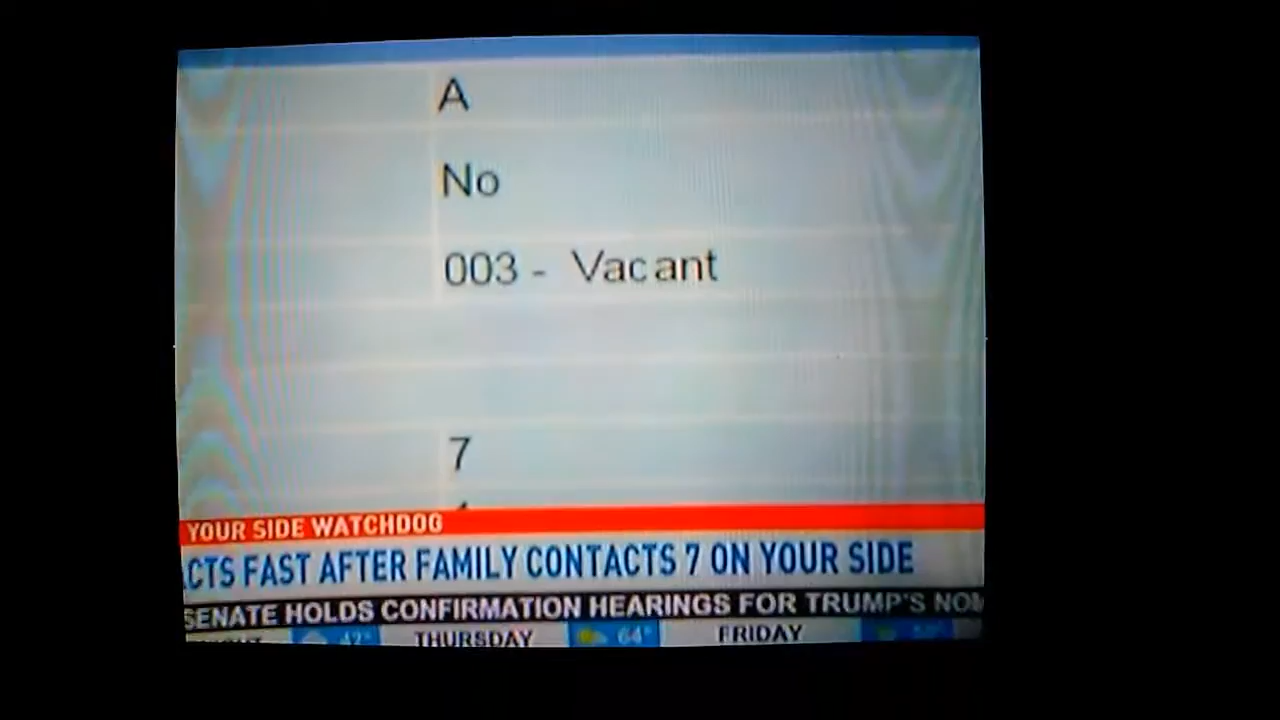 A
No
003 - Vacant
7
YOUR SIDE WATCHDOG
CTS FAST AFTER FAMILY CONTACTS 7 ON YOUR SIDE
SENATE HOLDS CONFIRMATION HEARINGS FOR TRUMP'S
42° THURSDAY 64° FRIDAY